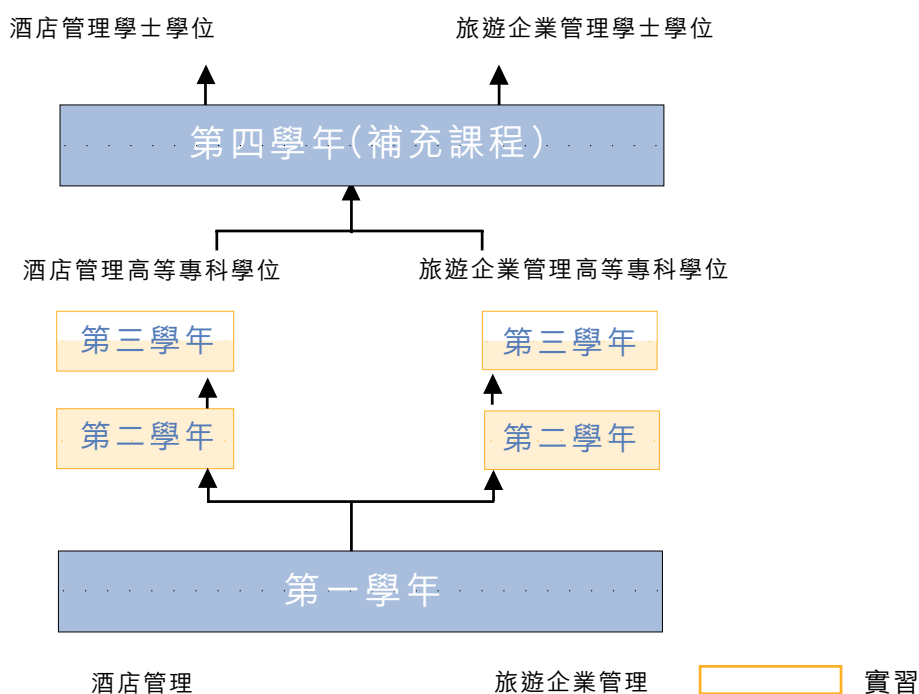 酒店管理學士學位 旅遊企業管理學士學位
第四學年(補充課程)
酒店管理高等專科學位 旅遊企業管理高等專科學位
第三學年 第三學年
第二學年 第二學年
第一學年
酒店管理 旅遊企業管理 實習